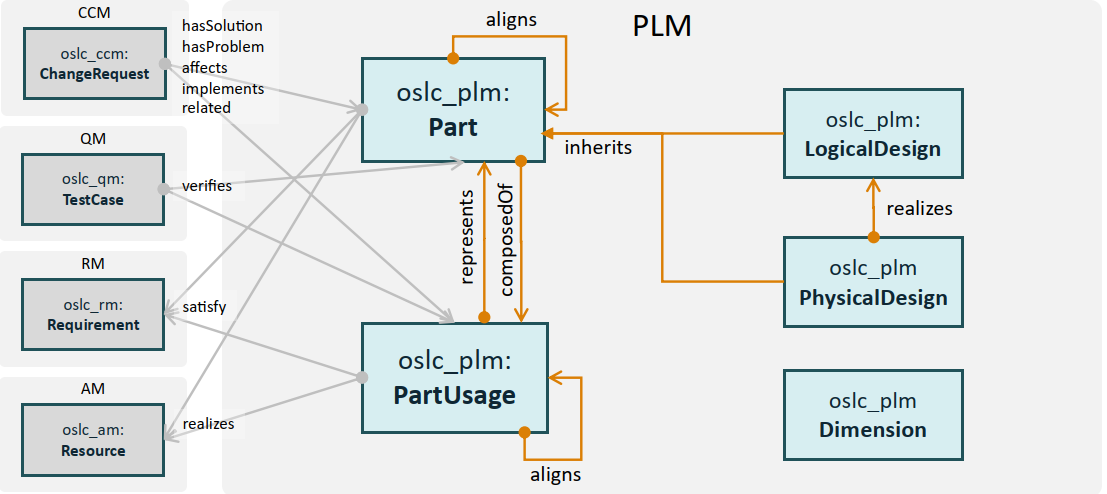 CCM
oslc_ccm:
ChangeRequest
hasSolution
hasProblem
affects
implements
related
QM
oslc_qm:
TestCase
verifies
RM
oslc_rm:
Requirement
satisfy
AM
oslc_am:
Resource
realizes
PLM
aligns
oslc_plm:
Part
inherits
represents
composedOf
oslc_plm:
PartUsage
aligns
oslc_plm:
LogicalDesign
realizes
oslc_plm
PhysicalDesign
oslc_plm
Dimension